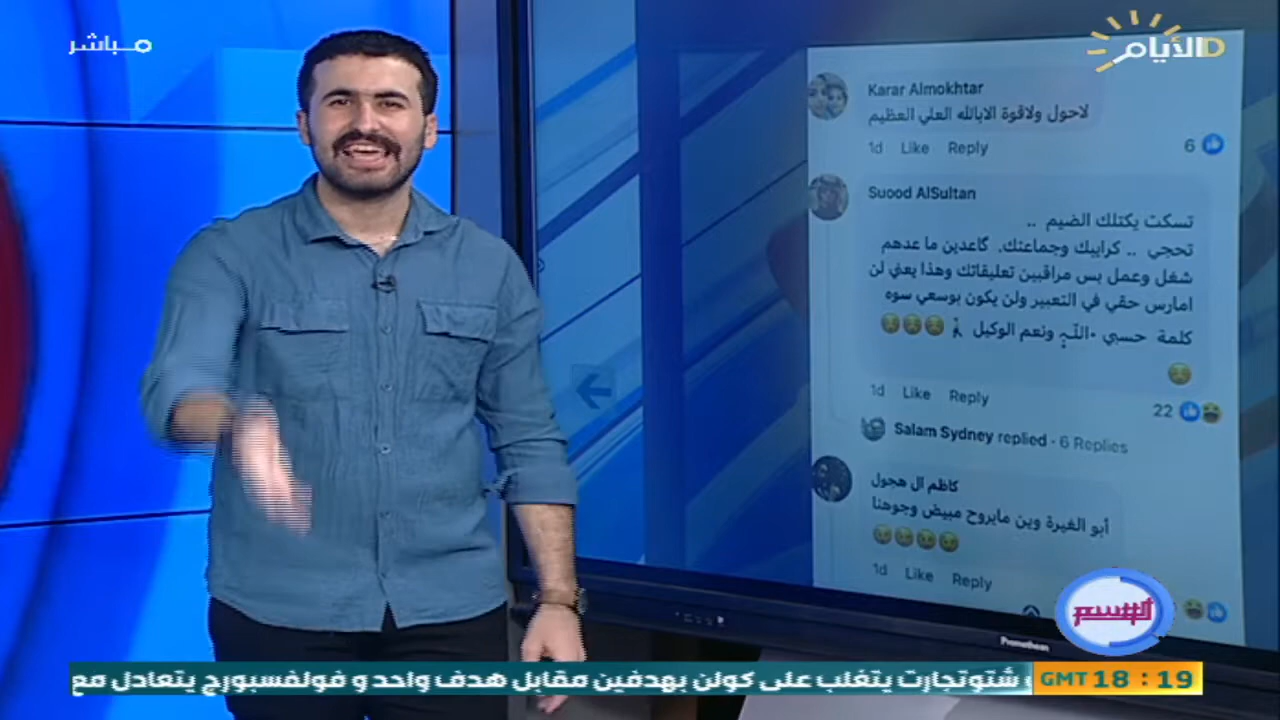 مباشر
الأيام
Karar Almokhtar
لاحول ولاقوة الابالله العلي العظيم
1d Like Reply
6
Suood AlSultan
تسكت يكتلك الضيم ..
تحجي .. كرايبك وجماعتك. گاعدين ما عدهم
شغل وعمل بس مراقبين تعليقاتك وهذا يعني لن
امارس حقي في التعبير ولن يكون بوسعي سوه
كلمة حسبي الله ونعم الوكيل
1d Like Reply
22
Salam Sydney replied · 6 Replies
كاظم ال هجول
أبو الغيرة وين مايروح مبيض وجوهنا
1d Like Reply
Promethean
الوسم
شتوتجارت يتغلب على كولن بهدفين مقابل هدف واحد و فولفسبورج يتعادل مع
GMT 18 : 19